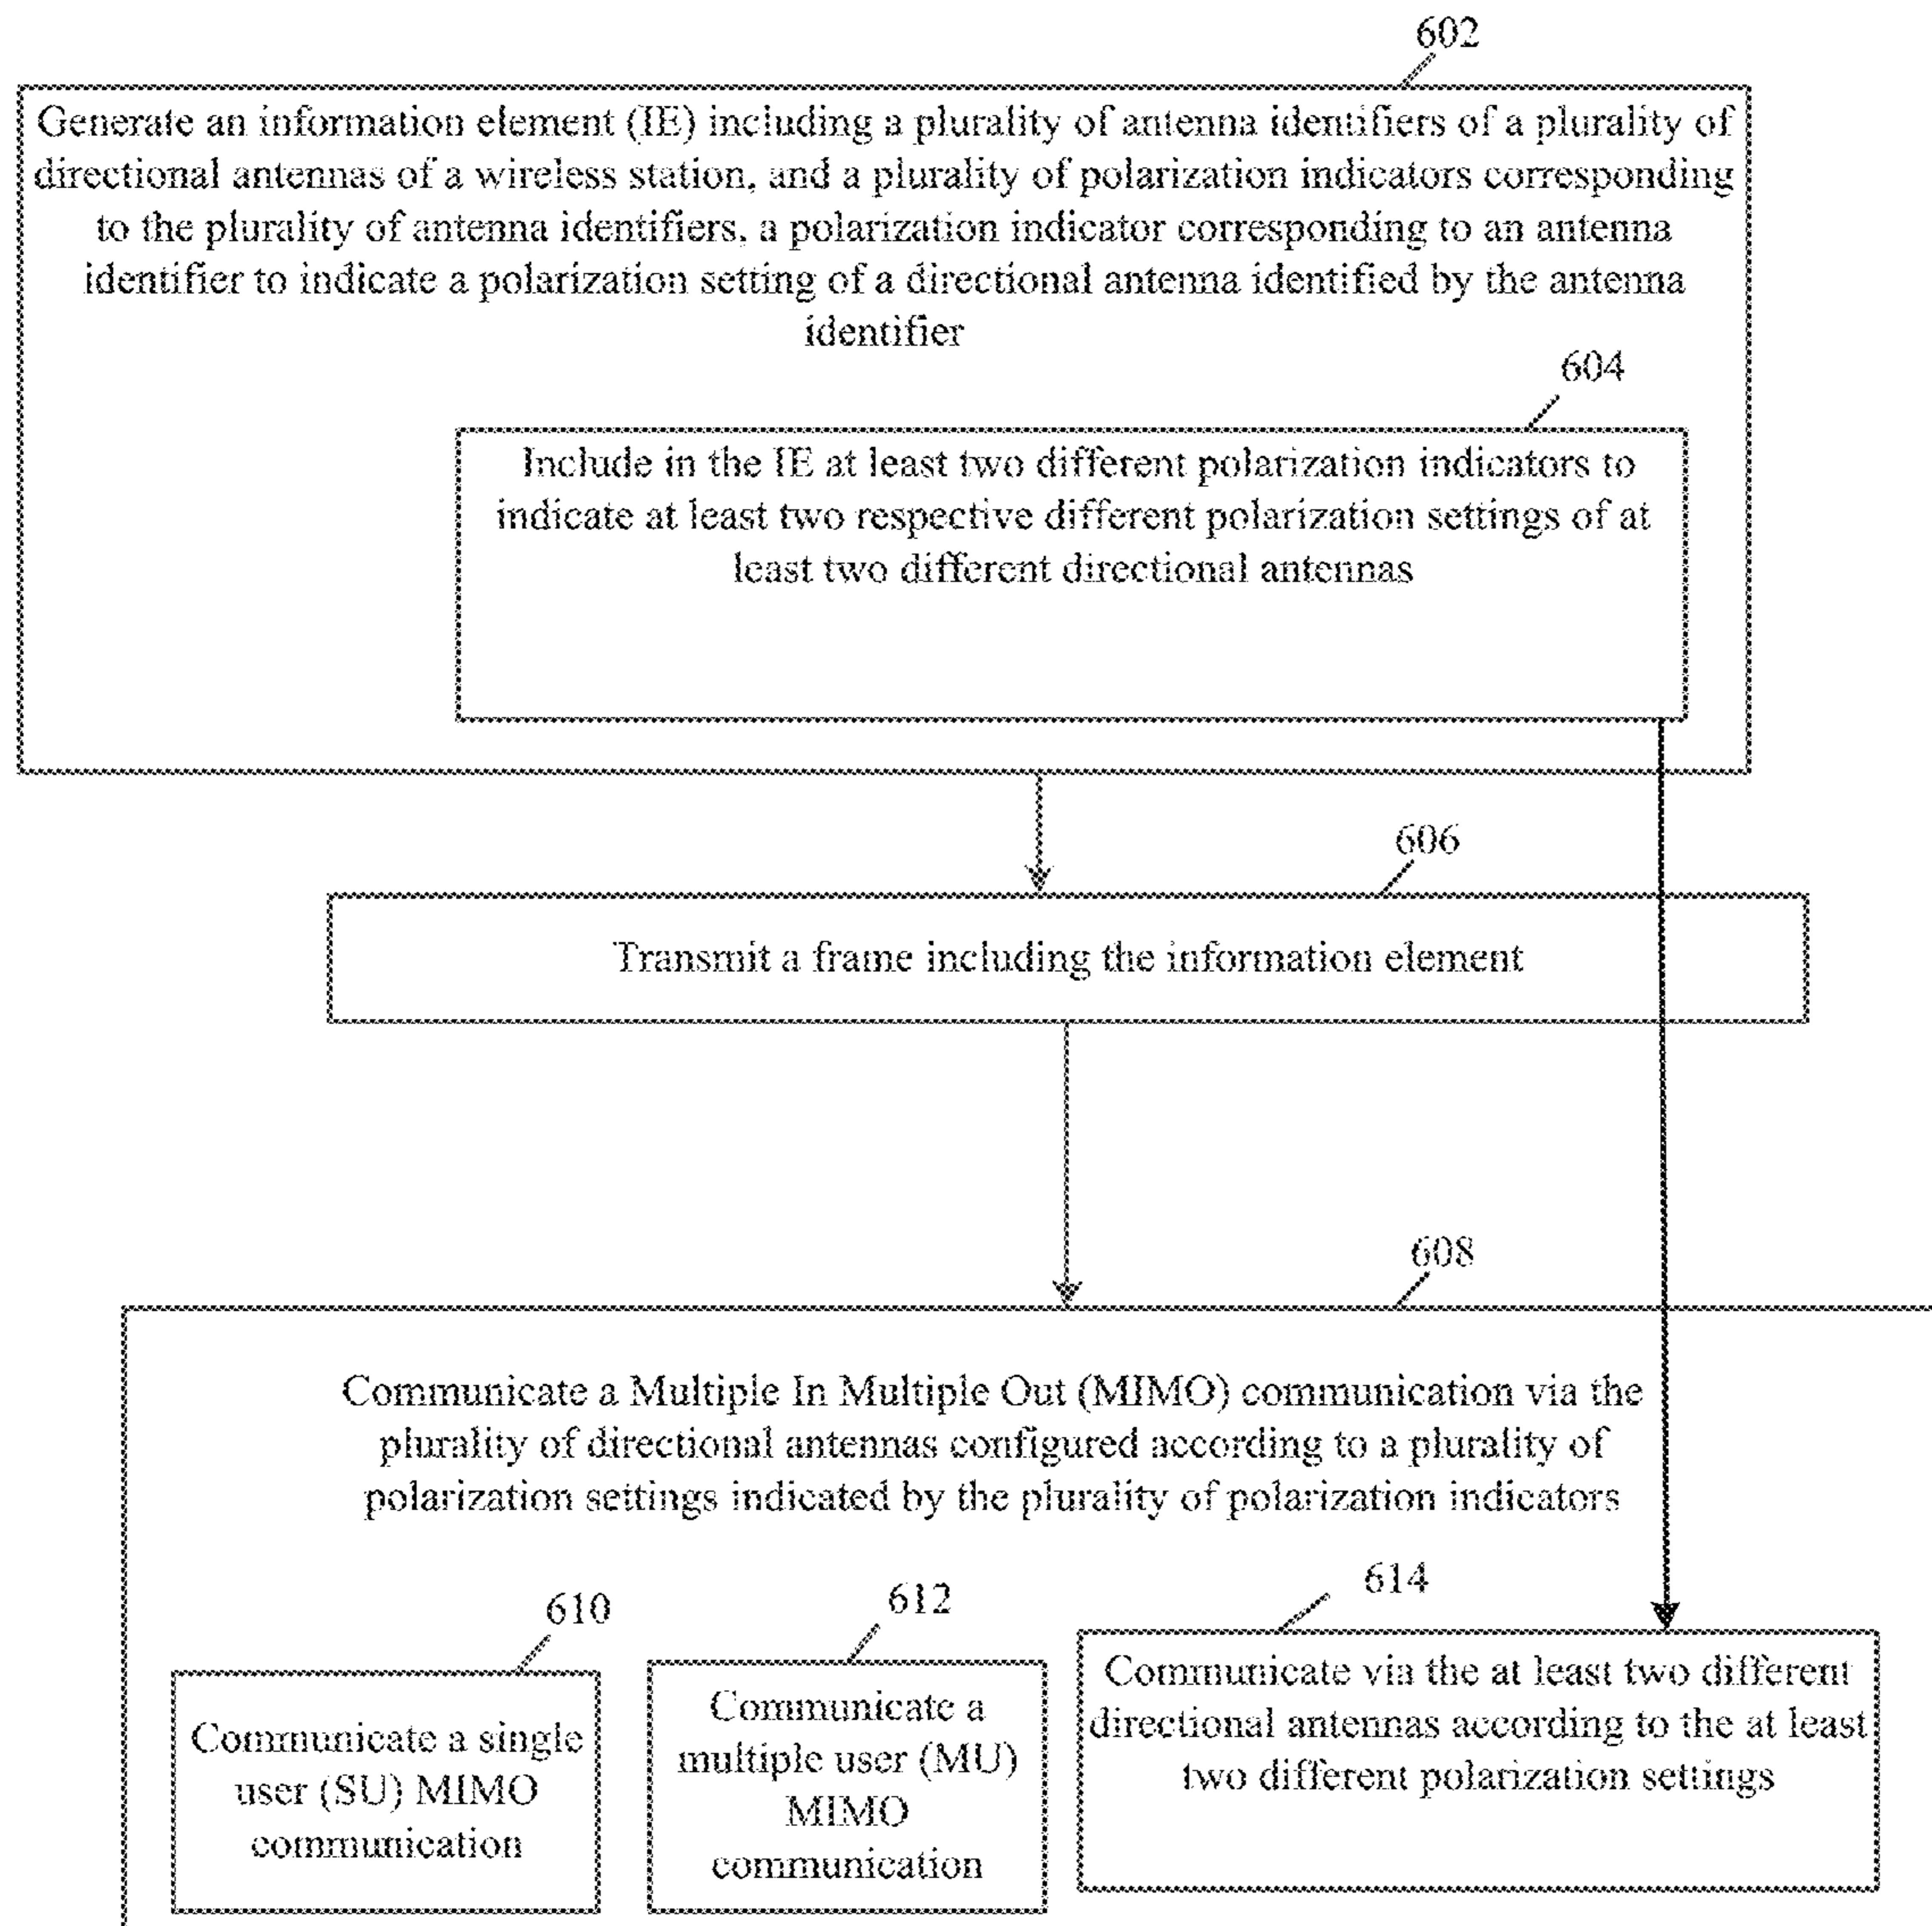 602
Generate an information element (IE) including a plurality of antenna identifiers of a plurality of
directional antennas of a wireless station, and a plurality of polarization indicators corresponding
to the plurality of antenna identifiers, a polarization indicator corresponding to an antenna
identifier to indicate a polarization setting of a directional antenna identified by the antenna
identifier
604
Include in the IE at least two different polarization indicators to
indicate at least two respective different polarization settings of at
least two different directional antennas
606
Transmit a frame including the information element
608
Communicate a Multiple In Multiple Out (MIMO) communication via the
plurality of directional antennas configured according to a plurality of
polarization settings indicated by the plurality of polarization indicators
610
Communicate a single
user (SU) MIMO
communication
612
Communicate a
multiple user (MU)
MIMO
communication
614
Communicate via the at least two different
directional antennas according to the at least
two different polarization settings